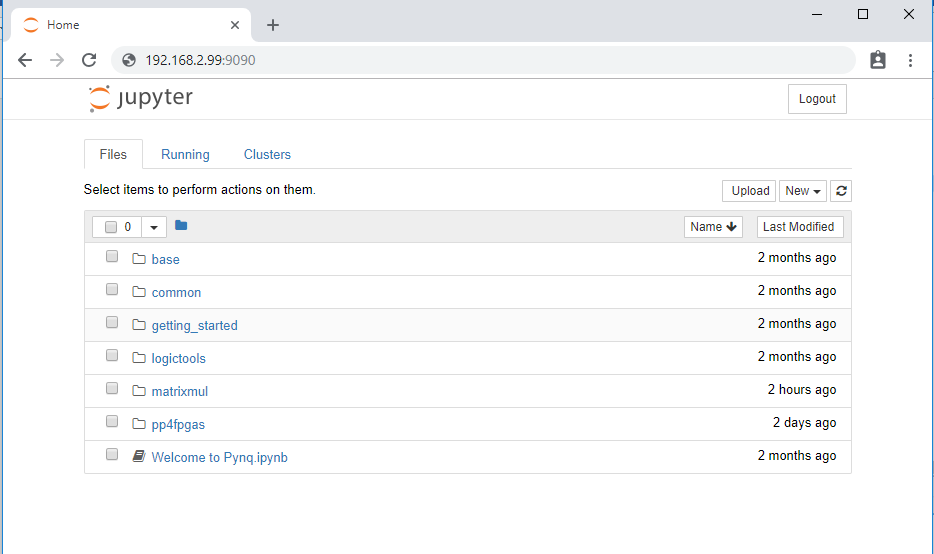 Home
192.168.2.99:9090
jupyter
Logout
Files Running Clusters
Select items to perform actions on them.
Upload New
0 Name Last Modified
base 2 months ago
common 2 months ago
getting_started 2 months ago
logictools 2 months ago
matrixmul 2 hours ago
pp4fpgas 2 days ago
Welcome to Pynq.ipynb 2 months ago